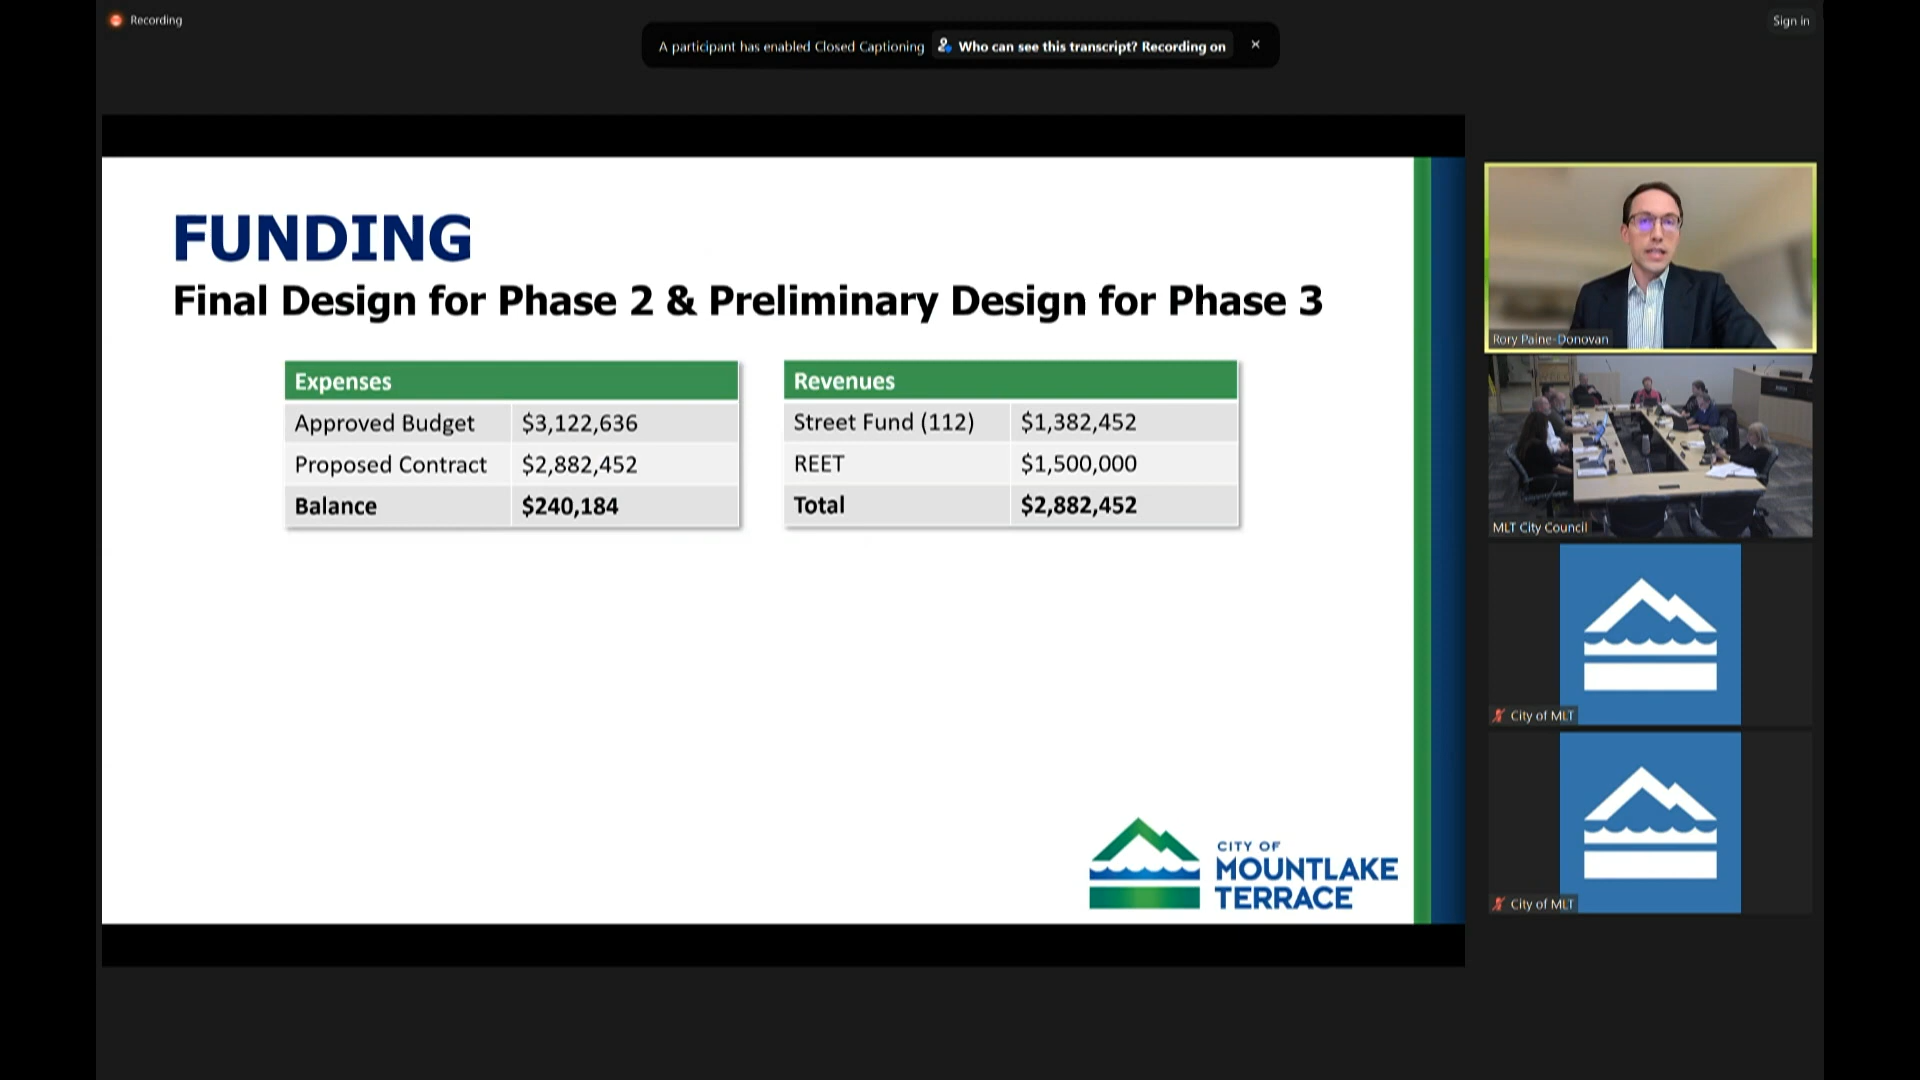 Recording
A participant has enabled Closed Captioning Who can see this transcript? Recording on ×
Sign in
FUNDING
Final Design for Phase 2 & Preliminary Design for Phase 3
Expenses
Approved Budget $3,122,636
Proposed Contract $2,882,452
Balance $240,184
Revenues
Street Fund (112) $1,382,452
REET $1,500,000
Total $2,882,452
CITY OF
MOUNTLAKE
TERRACE
Rory Paine-Donovan
MLT City Council
City of MLT
City of MLT